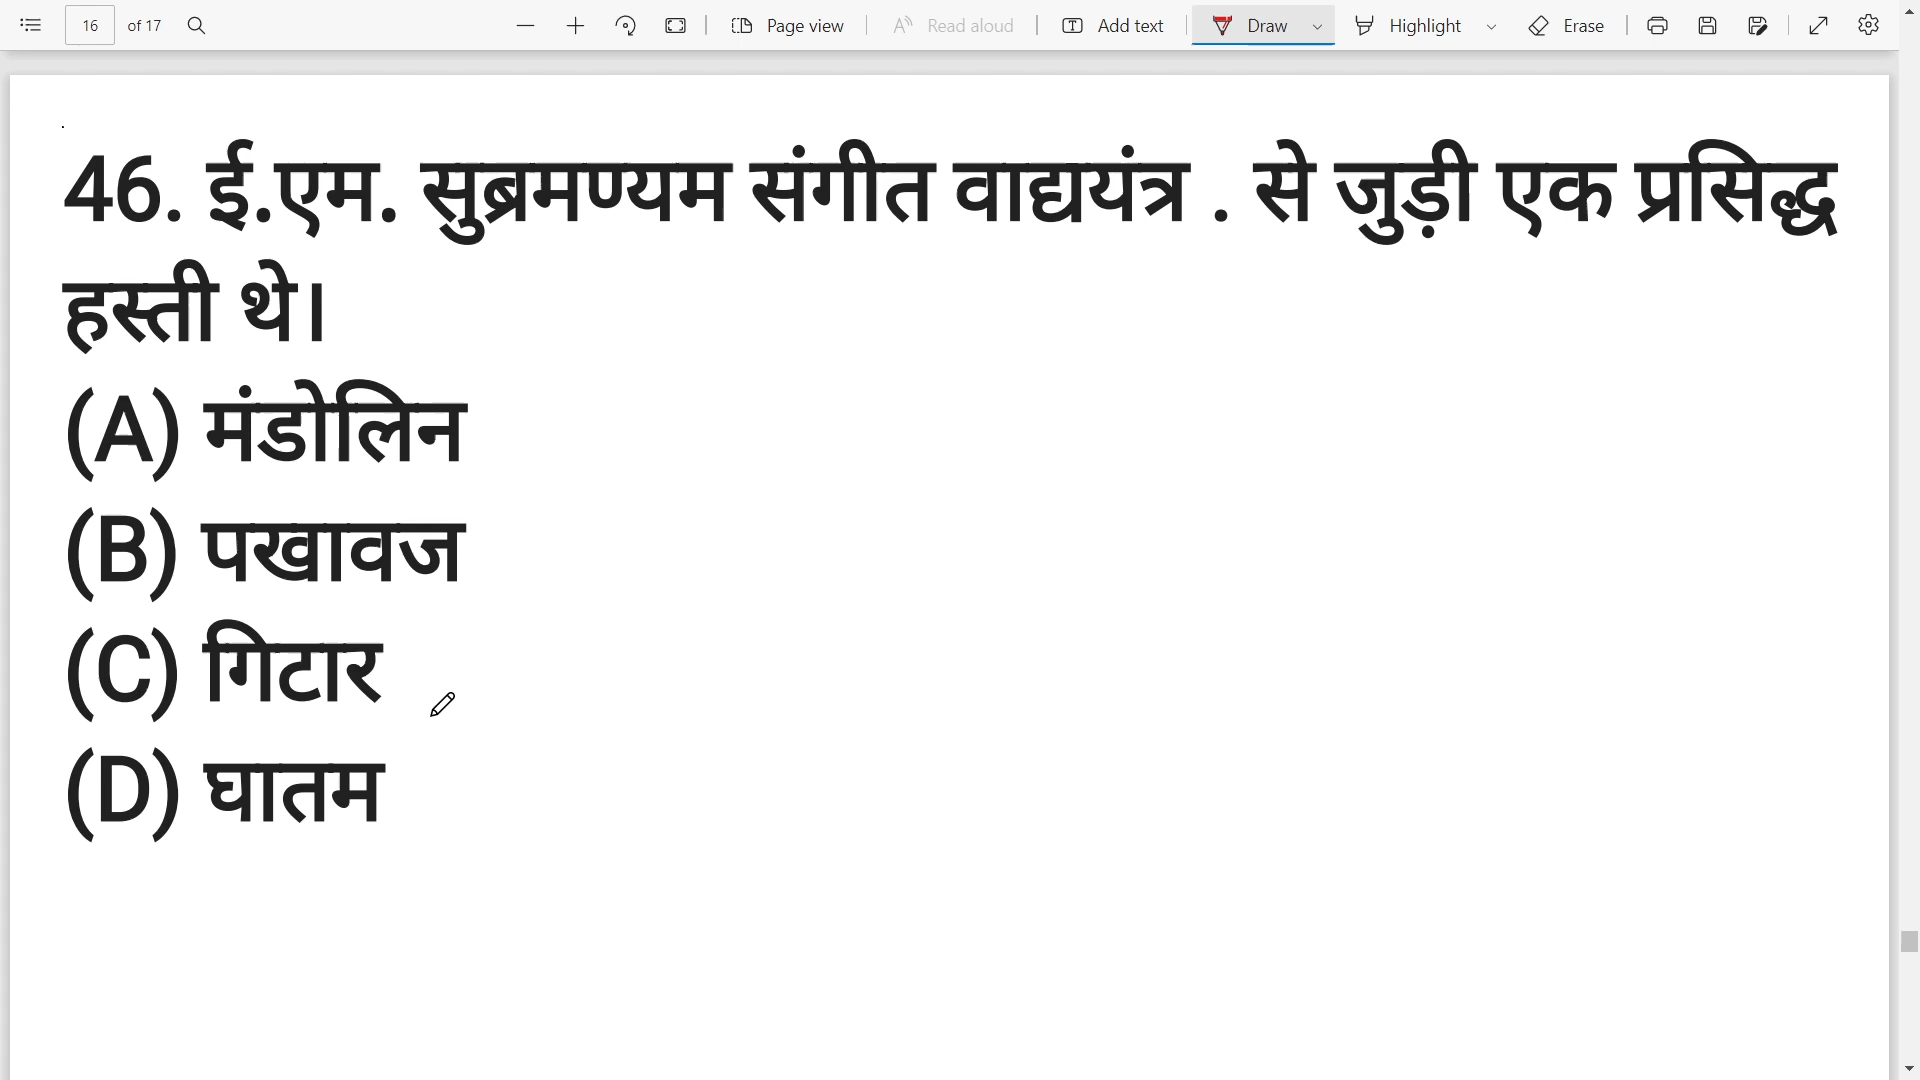 16 of 17 Page view Read aloud Add text Draw Highlight Erase
46. ई.एम. सुब्रमण्यम संगीत वाद्ययंत्र . से जुड़ी एक प्रसिद्ध
हस्ती थे।
(A) मंडोलिन
(B) पखावज
(C) गिटार
(D) घातम